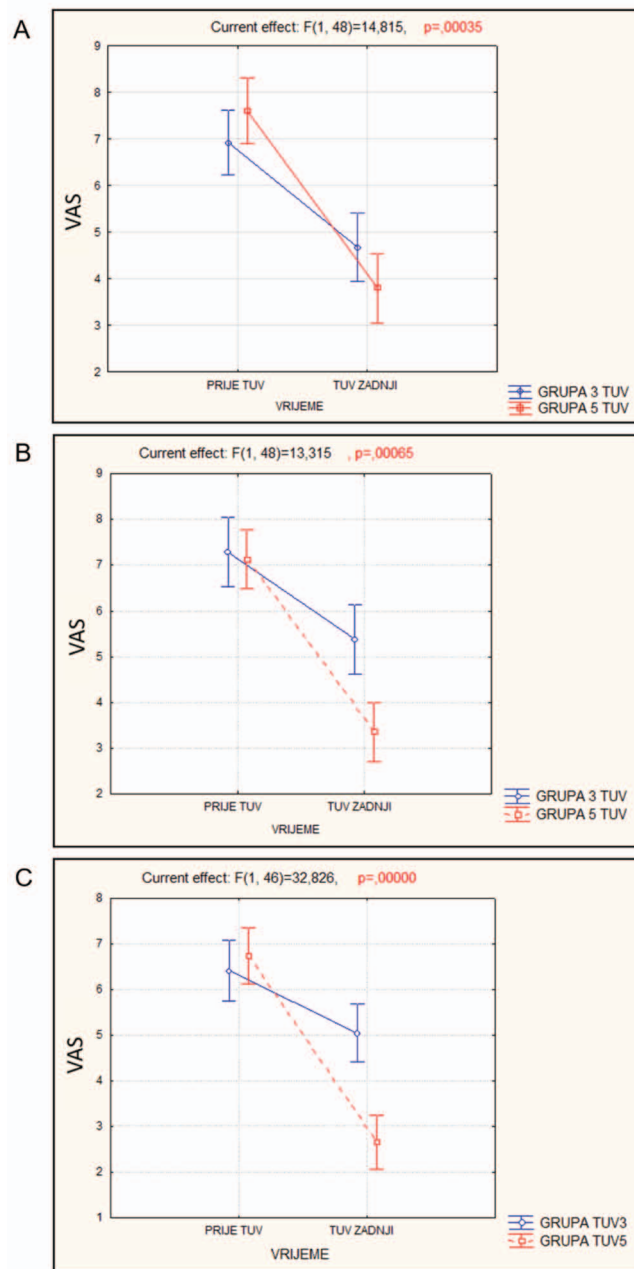 A
Current effect: F(1, 48)=14,815, p=,00035
9
8
7
6
5
4
3
2
VAS
PRIJE TUV TUV ZADNJI
VRIJEME
GRUPA 3 TUV
GRUPA 5 TUV
B
Current effect: F(1, 48)=13,315 , p=,00065
9
8
7
6
5
4
3
2
VAS
PRIJE TUV TUV ZADNJI
VRIJEME
GRUPA 3 TUV
GRUPA 5 TUV
C
Current effect: F(1, 46)=32,826, p=,00000
8
7
6
5
4
3
2
1
VAS
PRIJE TUV TUV ZADNJI
VRIJEME
GRUPA TUV3
GRUPA TUV5